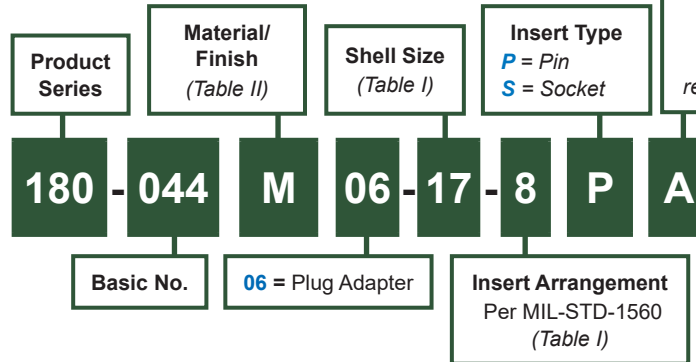 Product
Series
Material/
Finish
(Table II)
Shell Size
(Table I)
Insert Type
P = Pin
S = Socket
180 - 044 M 06 - 17 - 8 P A
Basic No.
06 = Plug Adapter
Insert Arrangement
Per MIL-STD-1560
(Table I)